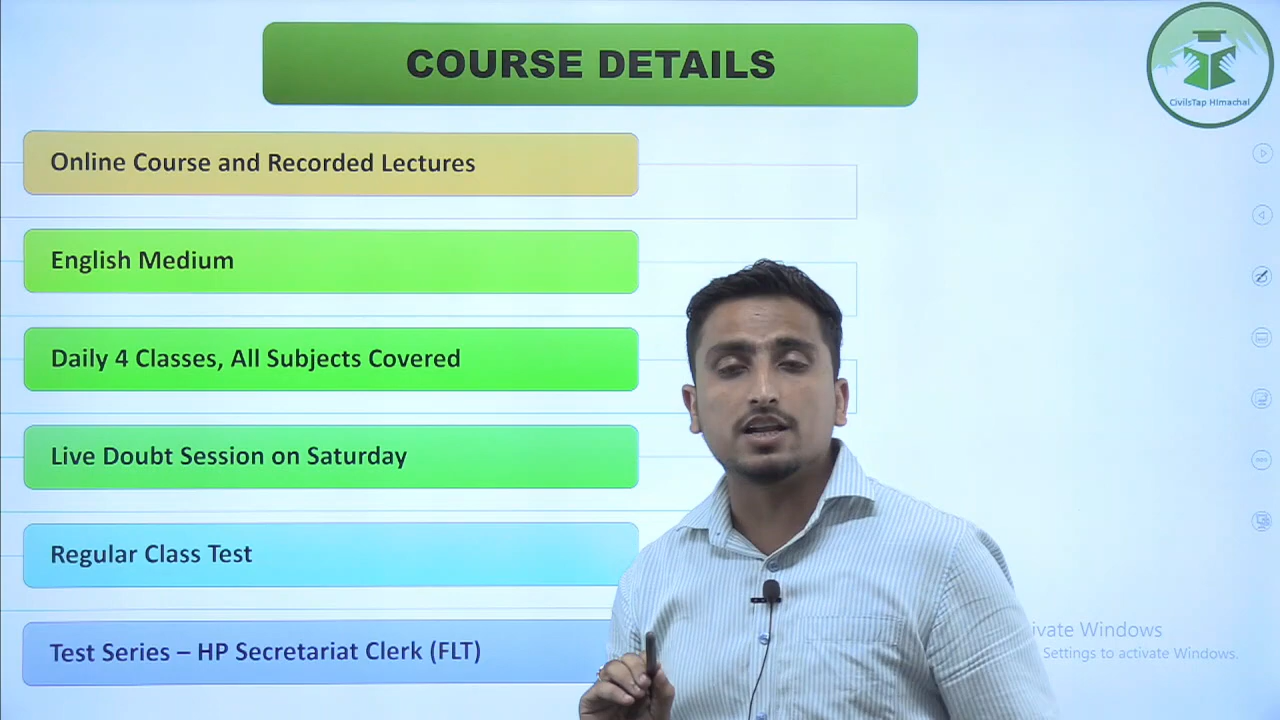 COURSE DETAILS
CivilsTap HImachal
Online Course and Recorded Lectures
English Medium
Daily 4 Classes, All Subjects Covered
Live Doubt Session on Saturday
Regular Class Test
Test Series – HP Secretariat Clerk (FLT)
ivate Windows
Settings to activate Windows.